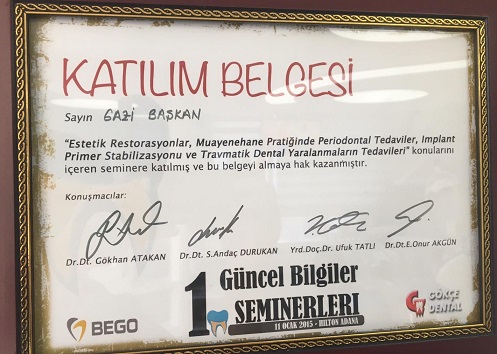 KATILIM BELGESİ
Sayın GAZİ BAŞKAN
"Estetik Restorasyonlar, Muayenehane Pratiğinde Periodontal Tedaviler, Implant
Primer Stabilizasyonu ve Travmatik Dental Yaralanmaların Tedavileri" konularını
içeren seminere katılmış ve bu belgeyi almaya hak kazanmıştır.
Konuşmacılar:
Dr.Dt. Gökhan ATAKAN Dr.Dt. S.Andaç DURUKAN Yrd.Doç.Dr. Ufuk TATLI Dr.Dt.E.Onur AKGÜN
1. Güncel Bilgiler
SEMİNERLERİ
11 OCAK 2015 - HILTON ADANA
BEGO
GÖKÇE
DENTAL